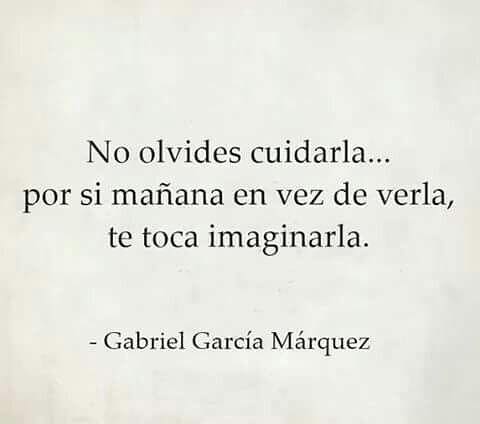 No olvides cuidarla...
por si mañana en vez de verla,
te toca imaginarla.
- Gabriel García Márquez